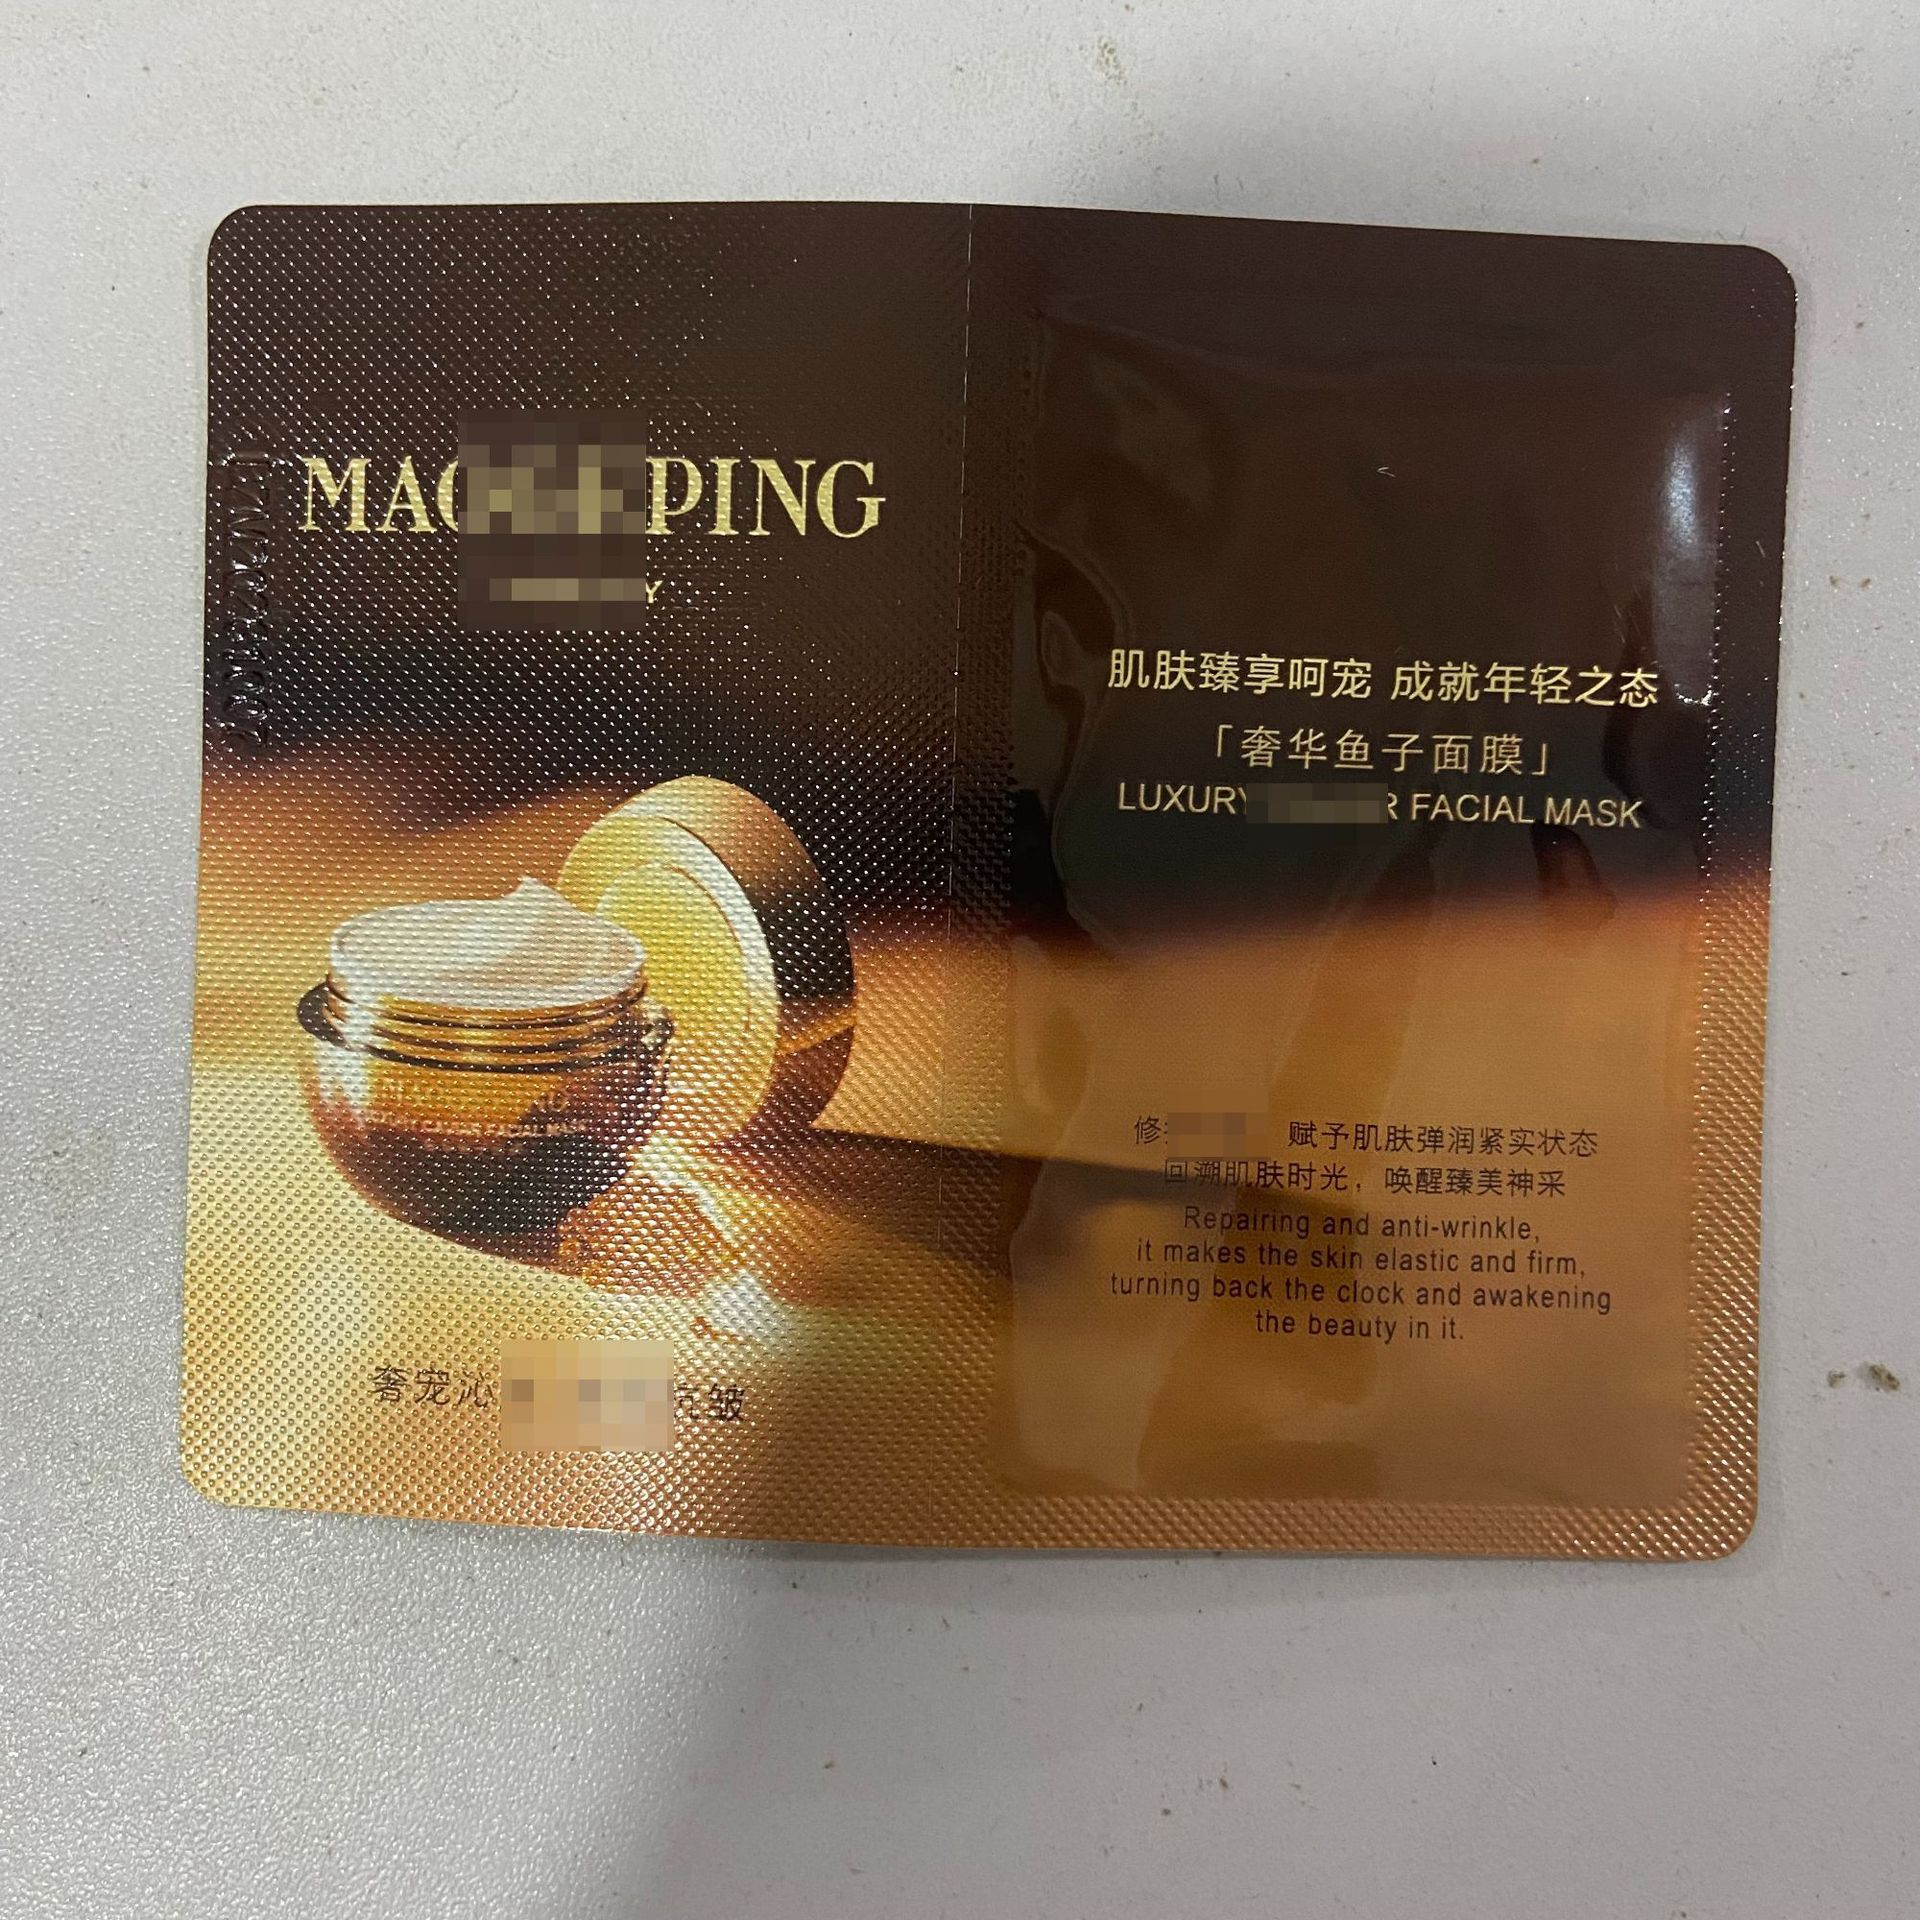 MAO PING
Y
奢宠沁 皱
肌肤臻享呵宠 成就年轻之态
「奢华鱼子面膜」
LUXURY R FACIAL MASK
修 赋予肌肤弹润紧实状态
回溯肌肤时光，唤醒臻美神采
Repairing and anti-wrinkle,
it makes the skin elastic and firm,
turning back the clock and awakening
the beauty in it.